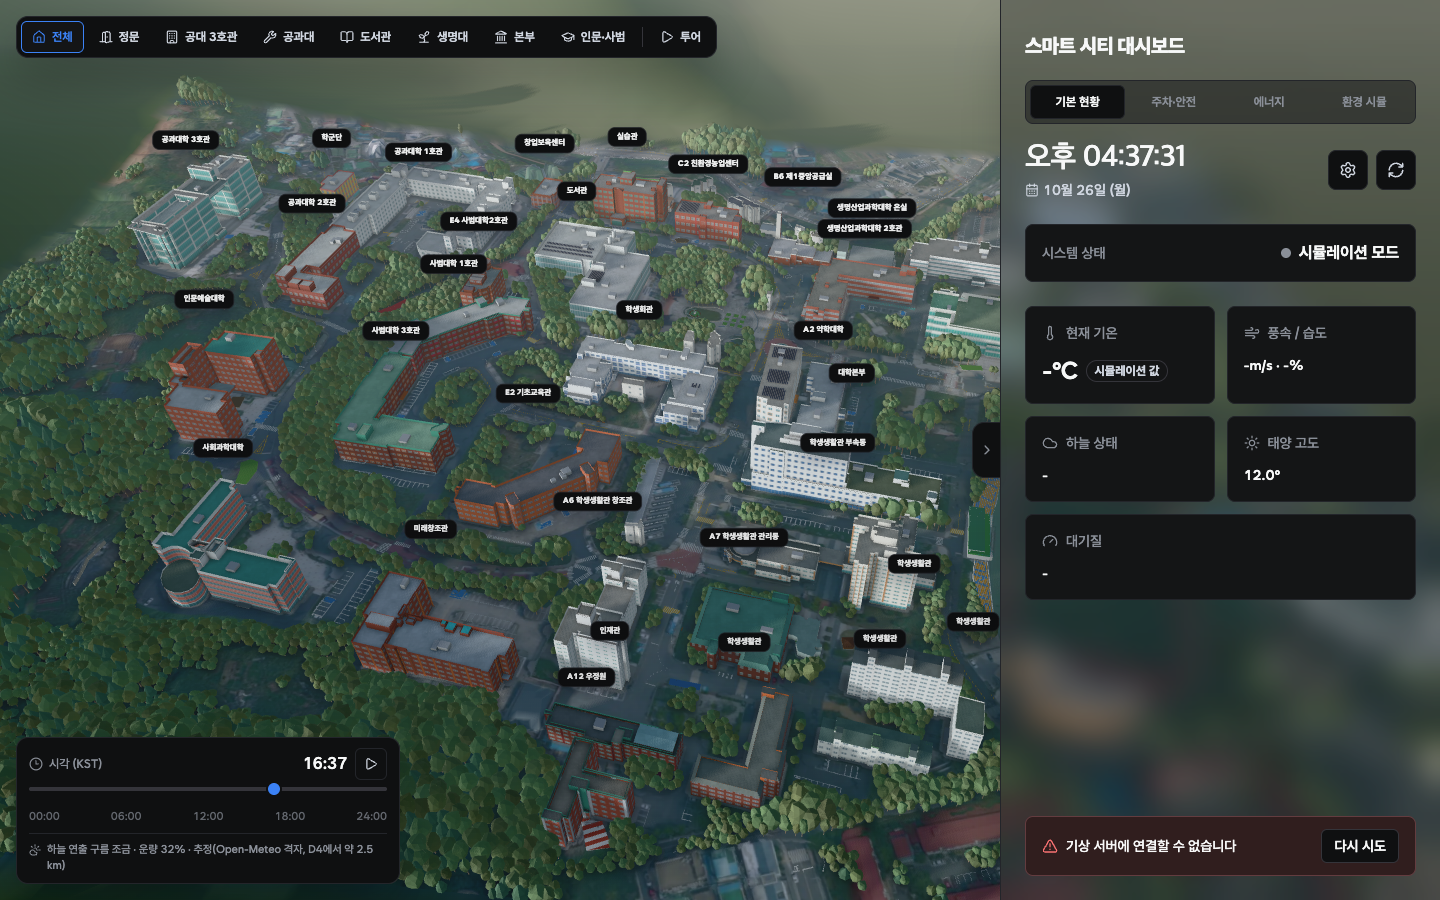 전체 정문 공대 3호관 공과대 도서관 생명대 본부 인문·사범 투어
공과대학 3호관
학군단
공과대학 1호관
창업보육센터
실습관
C2 친환경농업센터
B6 제1중앙공급실
도서관
공과대학 2호관
E4 사범대학2호관
생명산업과학대학 온실
생명산업과학대학 2호관
사범대학 1호관
인문예술대학
학생회관
사범대학 3호관
A2 약학대학
대학본부
E2 기초교육관
학생생활관 부속동
사회과학대학
A6 학생생활관 창조관
미래창조관
A7 학생생활관 관리동
학생생활관
학생생활관
인재관
학생생활관
학생생활관
A12 우정원
시각 (KST) 16:37
00:00 06:00 12:00 18:00 24:00
하늘 연출 구름 조금 · 운량 32% · 추정(Open-Meteo 격자, D4에서 약 2.5
km)
스마트 시티 대시보드
기본 현황 주차·안전 에너지 환경 시뮬
오후 04:37:31
10월 26일 (월)
시스템 상태 시뮬레이션 모드
현재 기온
-°C 시뮬레이션 값
풍속 / 습도
-m/s · -%
하늘 상태
-
태양 고도
12.0°
대기질
-
기상 서버에 연결할 수 없습니다 다시 시도